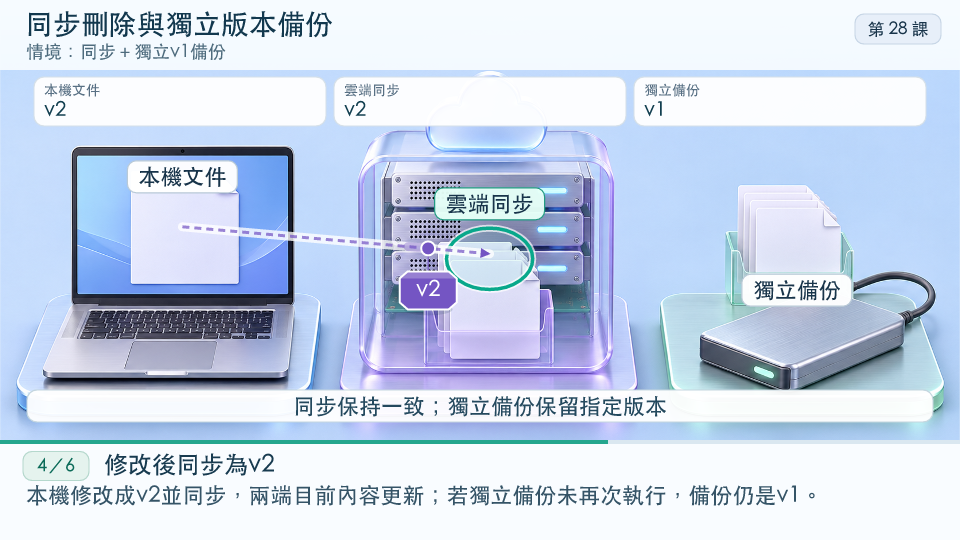 同步刪除與獨立版本備份
情境：同步＋獨立v1備份
第 28 課
本機文件
v2
雲端同步
v2
獨立備份
v1
本機文件
雲端同步
v2
獨立備份
同步保持一致；獨立備份保留指定版本
4／6 修改後同步為v2
本機修改成v2並同步，兩端目前內容更新；若獨立備份未再次執行，備份仍是v1。